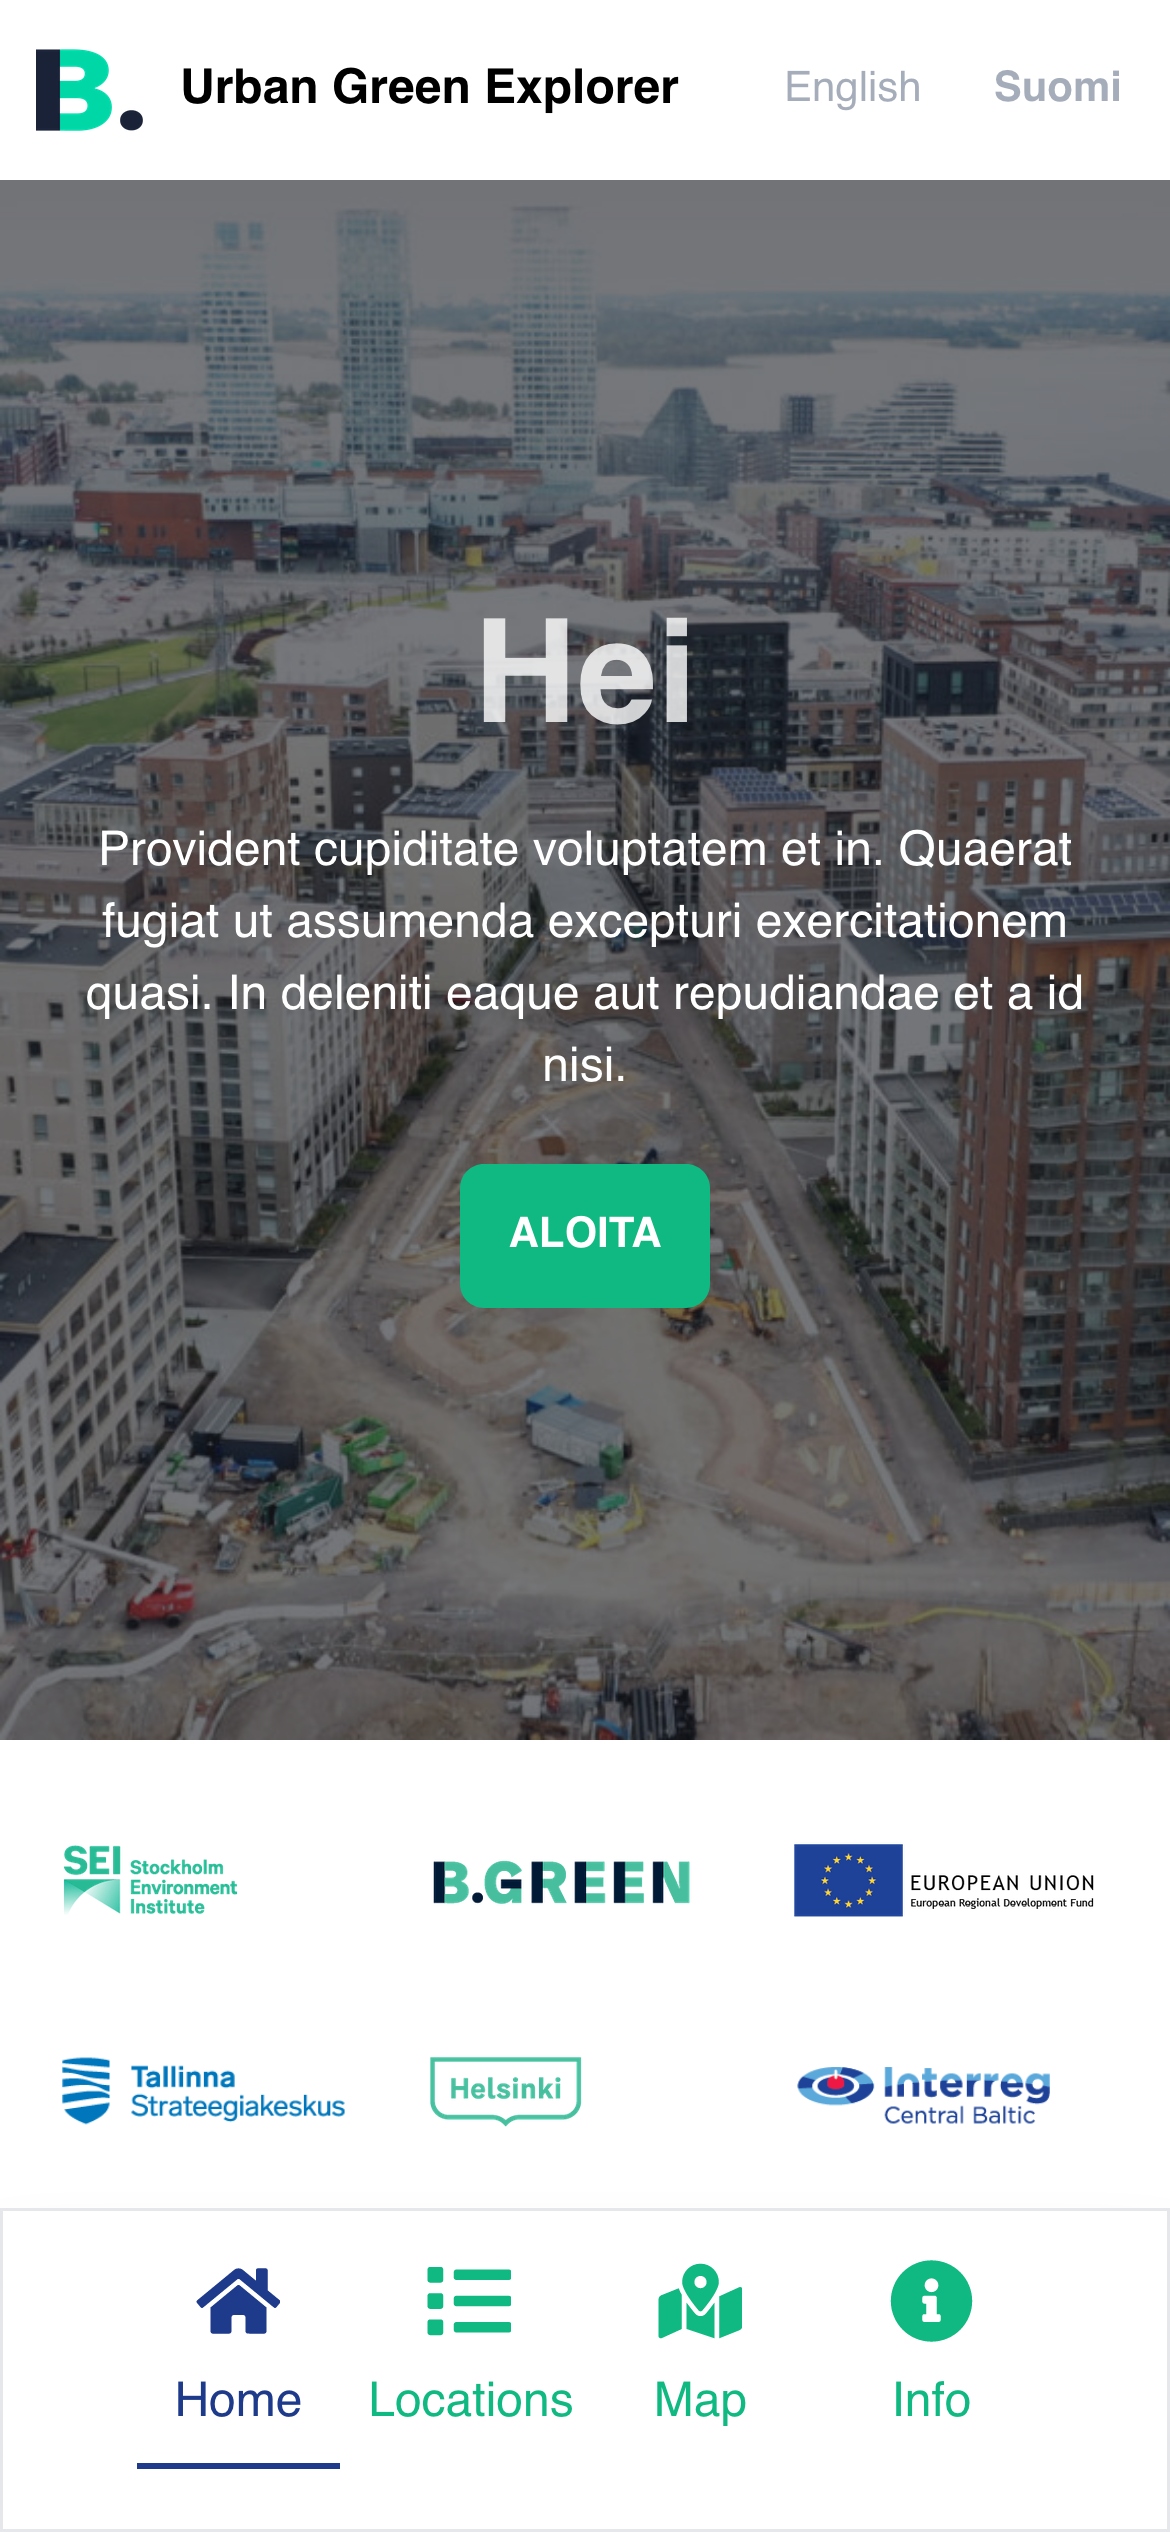 B. Urban Green Explorer English Suomi
Hei
Provident cupiditate voluptatem et in. Quaerat
fugiat ut assumenda excepturi exercitationem
quasi. In deleniti eaque aut repudiandae et a id
nisi.
ALOITA
SEI Stockholm
Environment
Institute
B.GREEN
EUROPEAN UNION
European Regional Development Fund
Tallinna
Strateegiakeskus
Helsinki
Interreg
Central Baltic
Home Locations Map Info